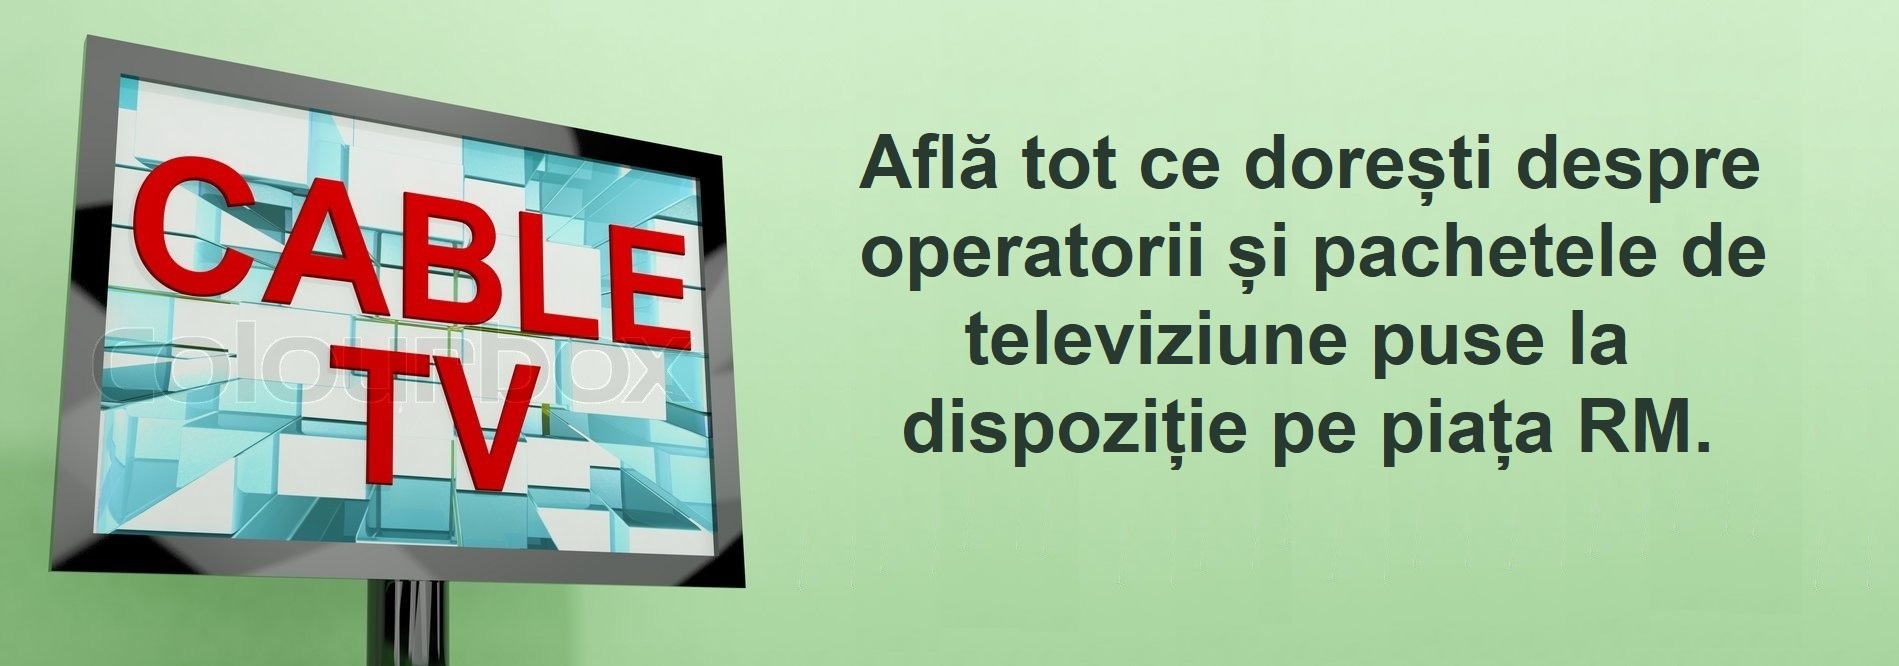 CABLE
TV
colourbox
Află tot ce dorești despre
operatorii și pachetele de
televiziune puse la
dispoziție pe piața RM.